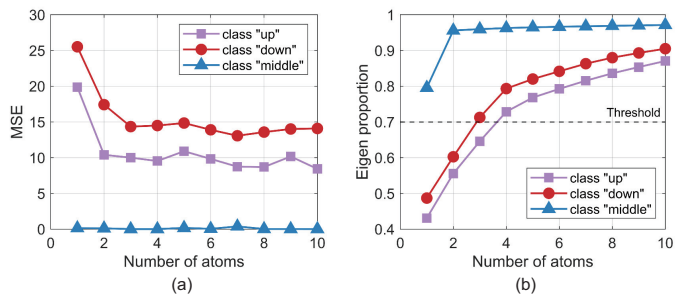 30
25
20
15
10
5
0
MSE
class "up"
class "down"
class "middle"
0 2 4 6 8 10
Number of atoms
(a)
1
0.9
0.8
0.7
0.6
0.5
0.4
Eigen proportion
Threshold
class "up"
class "down"
class "middle"
0 2 4 6 8 10
Number of atoms
(b)